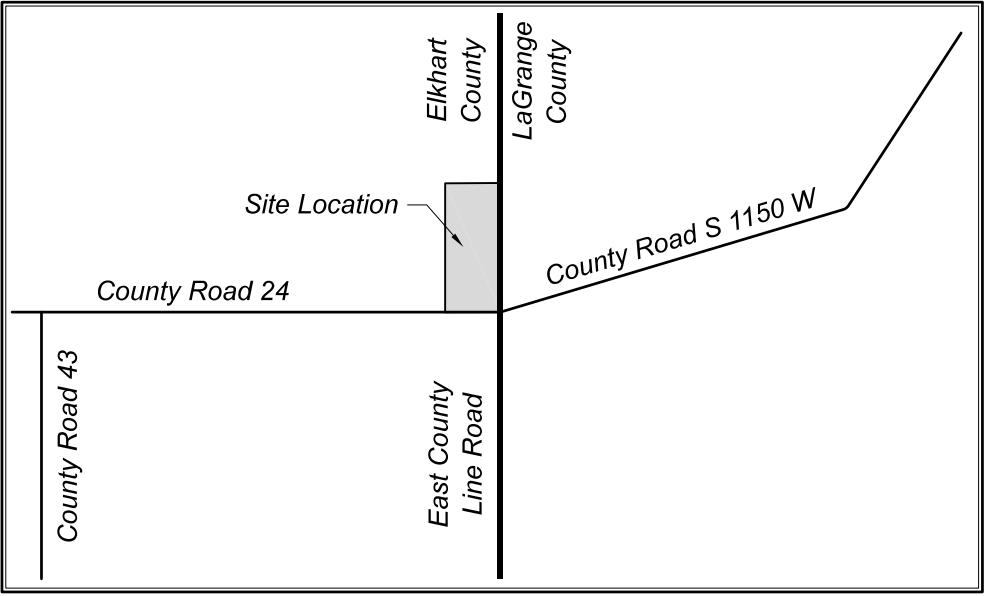 Elkhart
County
LaGrange
County
Site Location
County Road S 1150 W
County Road 24
County Road 43
East County
Line Road